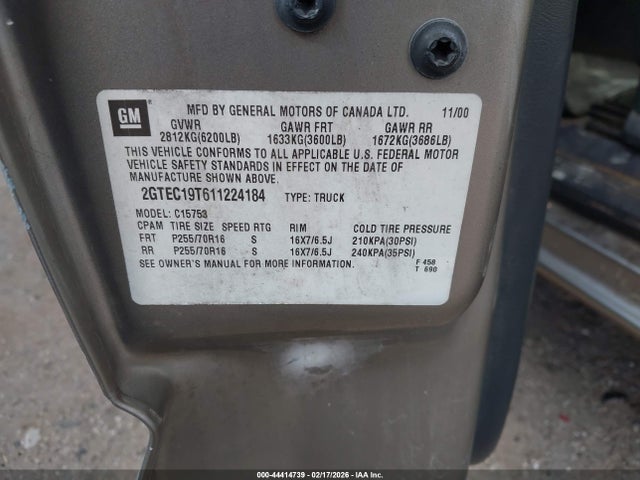 GM
MFD BY GENERAL MOTORS OF CANADA LTD. 11/00
GVWR GAWR FRT GAWR RR
2812KG(6200LB) 1633KG(3600LB) 1672KG(3686LB)
THIS VEHICLE CONFORMS TO ALL APPLICABLE U.S. FEDERAL MOTOR
VEHICLE SAFETY STANDARDS IN EFFECT ON THE DATE OF
MANUFACTURE SHOWN ABOVE.
2GTEC19T611224184 TYPE: TRUCK
MODEL: C15753
CPAM TIRE SIZE SPEED RTG RIM COLD TIRE PRESSURE
FRT P255/70R16 S 16X7/6.5J 210KPA(30PSI)
RR P255/70R16 S 16X7/6.5J 240KPA(35PSI)
SEE OWNER'S MANUAL FOR MORE INFORMATION. F 458
T 690
000-44414739 - 02/17/2026 - IAA Inc.